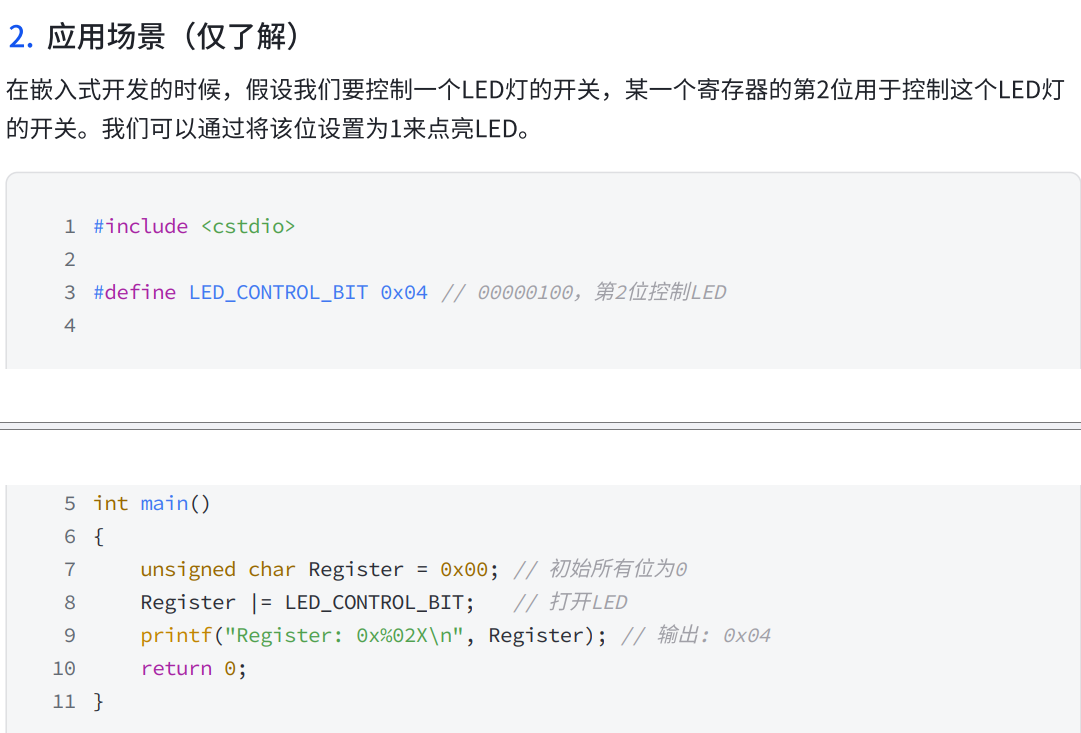 2. 应用场景（仅了解）
在嵌入式开发的时候，假设我们要控制一个LED灯的开关，某一个寄存器的第2位用于控制这个LED灯
的开关。我们可以通过将该位设置为1来点亮LED。
1 #include <cstdio>
2
3 #define LED_CONTROL_BIT 0x04 // 00000100，第2位控制LED
4
5 int main()
6 {
7     unsigned char Register = 0x00; // 初始所有位为0
8     Register |= LED_CONTROL_BIT;   // 打开LED
9     printf("Register: 0x%02X\n", Register); // 输出: 0x04
10     return 0;
11 }